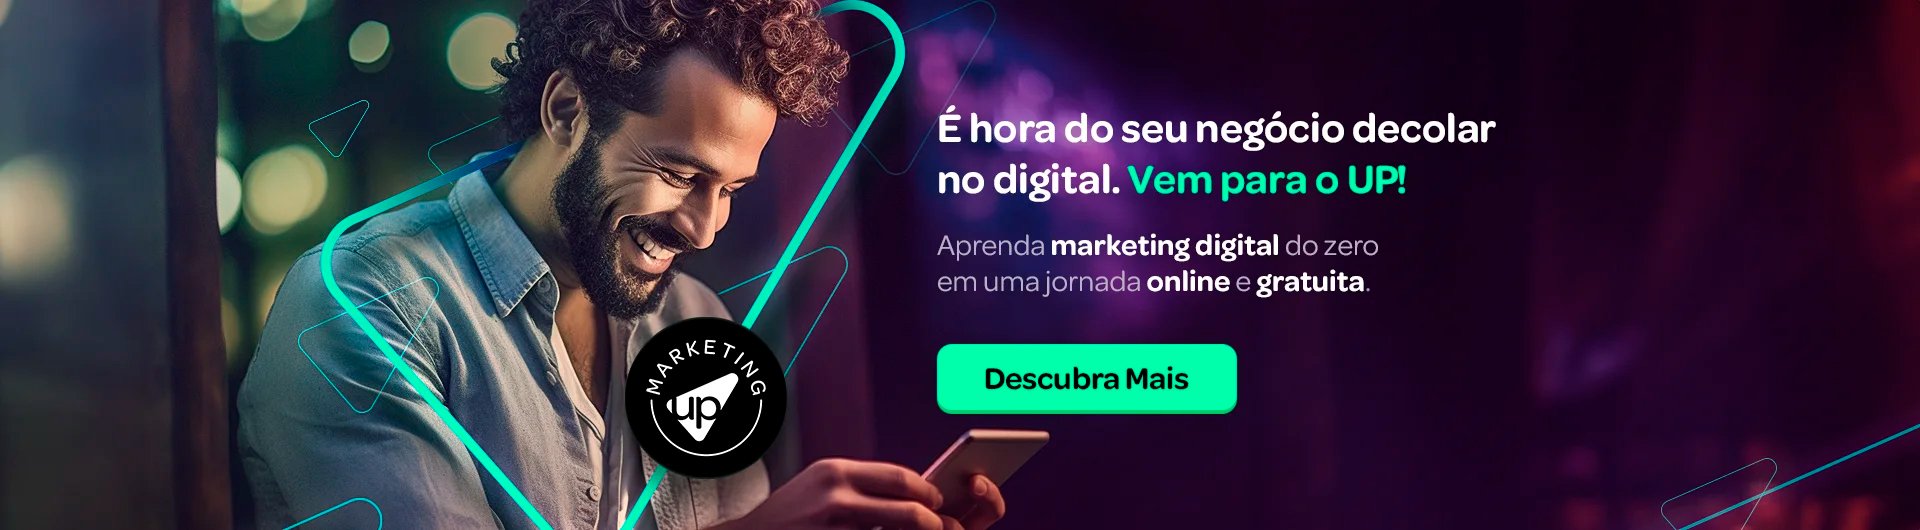 É hora do seu negócio decolar
no digital. Vem para o UP!
Aprenda marketing digital do zero
em uma jornada online e gratuita.
Descubra Mais
MARKETING
up